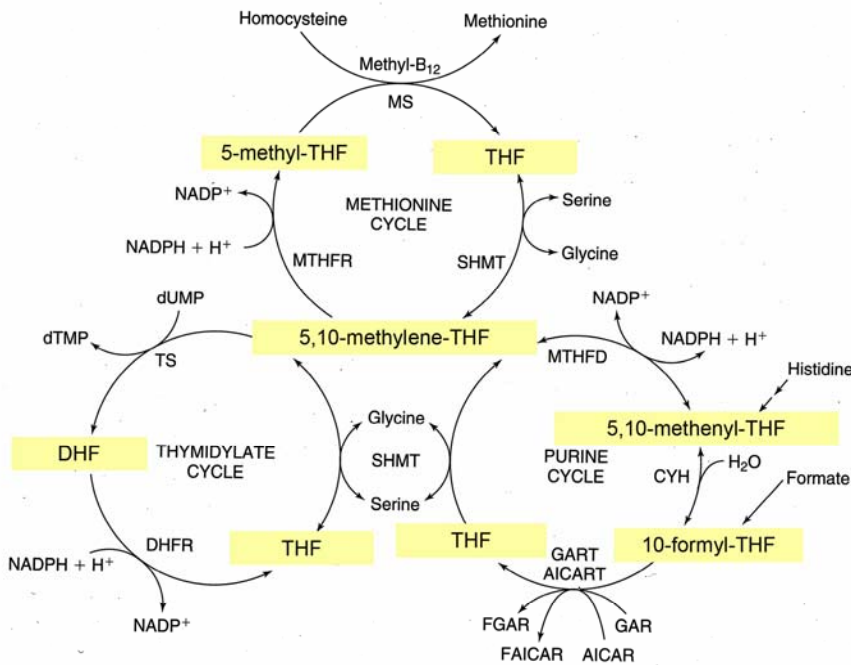 Homocysteine
Methionine
Methyl-B12
MS
5-methyl-THF
THF
NADP+
METHIONINE
CYCLE
Serine
NADPH + H+
Glycine
MTHFR
SHMT
dUMP
NADP+
dTMP
5,10-methylene-THF
NADPH + H+
TS
MTHFD
Histidine
Glycine
5,10-methenyl-THF
DHF
THYMIDYLATE
CYCLE
SHMT
PURINE
CYCLE
CYH
H2O
Formate
Serine
DHFR
THF
THF
10-formyl-THF
NADPH + H+
GART
AICART
NADP+
FGAR
GAR
FAICAR
AICAR